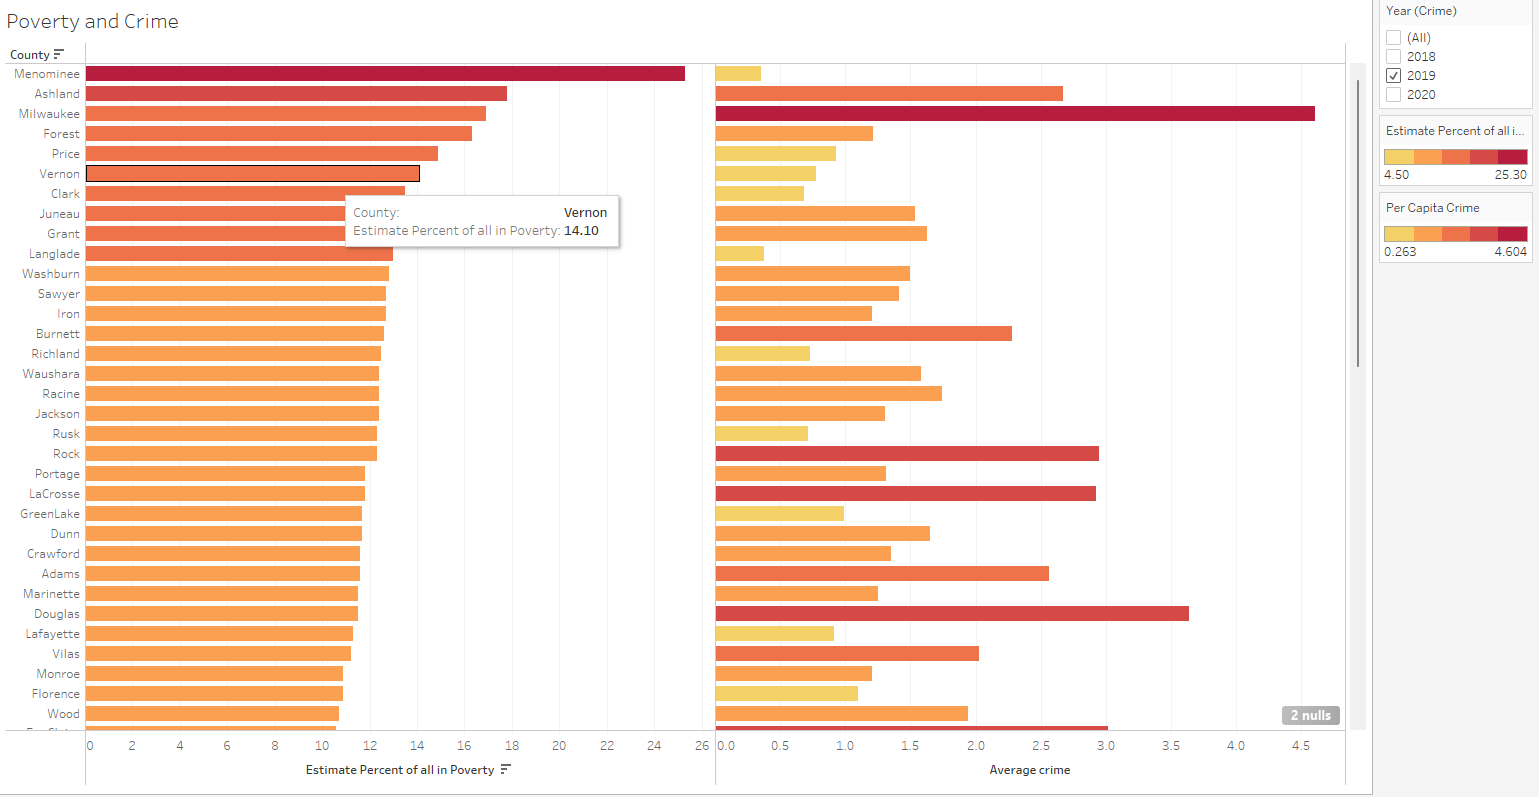 Poverty and Crime
County
Menominee
Ashland
Milwaukee
Forest
Price
Vernon
Clark
Juneau
Grant
Langlade
Washburn
Sawyer
Iron
Burnett
Richland
Waushara
Racine
Jackson
Rusk
Rock
Portage
LaCrosse
GreenLake
Dunn
Crawford
Adams
Marinette
Douglas
Lafayette
Vilas
Monroe
Florence
Wood
County: Vernon
Estimate Percent of all in Poverty: 14.10
2 nulls
0 2 4 6 8 10 12 14 16 18 20 22 24 26
Estimate Percent of all in Poverty
0.0 0.5 1.0 1.5 2.0 2.5 3.0 3.5 4.0 4.5
Average crime
Year (Crime)
(All)
2018
2019
2020
Estimate Percent of all i...
4.50 25.30
Per Capita Crime
0.263 4.604